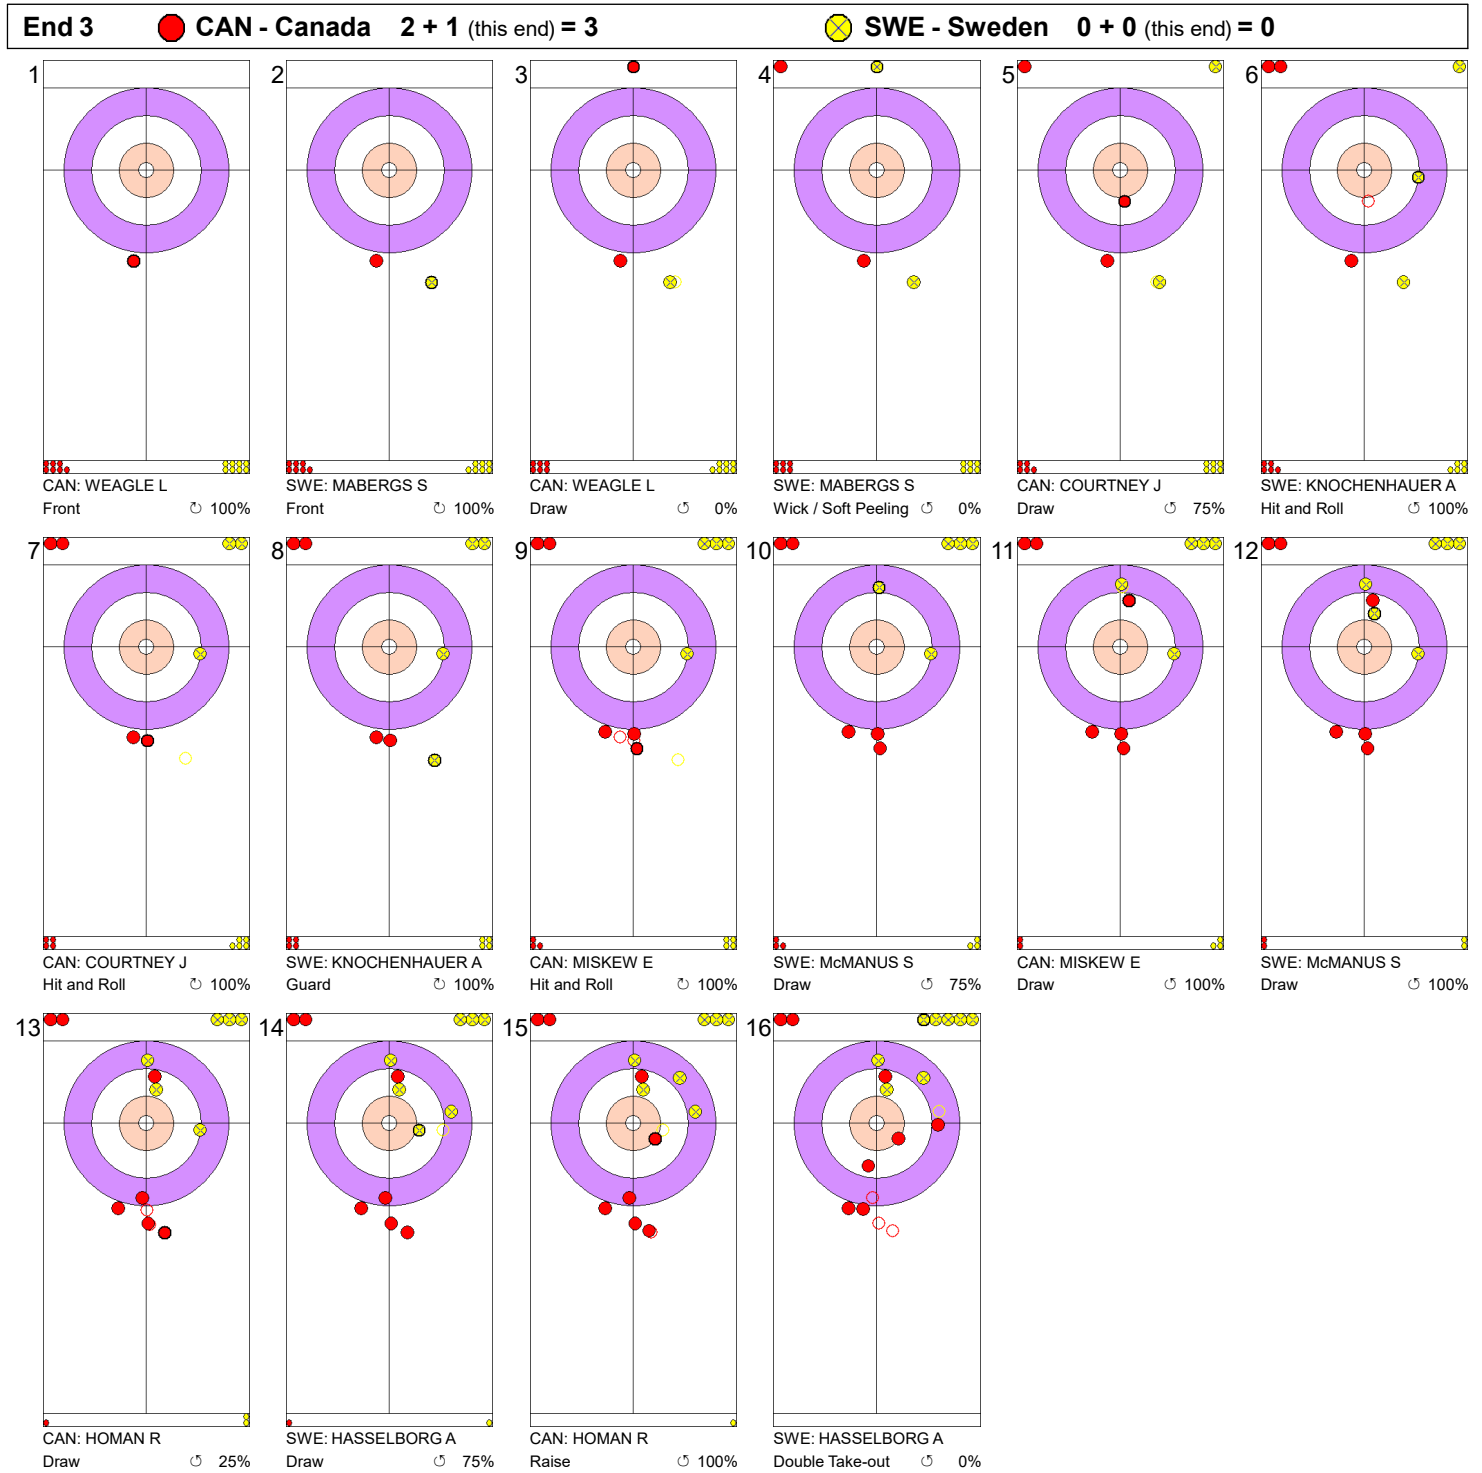 End 3 CAN - Canada 2 + 1 (this end) = 3 SWE - Sweden 0 + 0 (this end) = 0
1 2 3 4 5 6
CAN: WEAGLE L SWE: MABERGS S CAN: WEAGLE L SWE: MABERGS S CAN: COURTNEY J SWE: KNOCHENHAUER A
Front ↻ 100% Front ↻ 100% Draw ↺ 0% Wick / Soft Peeling ↺ 0% Draw ↺ 75% Hit and Roll ↺ 100%
7 8 9 10 11 12
CAN: COURTNEY J SWE: KNOCHENHAUER A CAN: MISKEW E SWE: McMANUS S CAN: MISKEW E SWE: McMANUS S
Hit and Roll ↻ 100% Guard ↻ 100% Hit and Roll ↻ 100% Draw ↺ 75% Draw ↺ 100% Draw ↺ 100%
13 14 15 16
CAN: HOMAN R SWE: HASSELBORG A CAN: HOMAN R SWE: HASSELBORG A
Draw ↺ 25% Draw ↺ 75% Raise ↺ 100% Double Take-out ↺ 0%